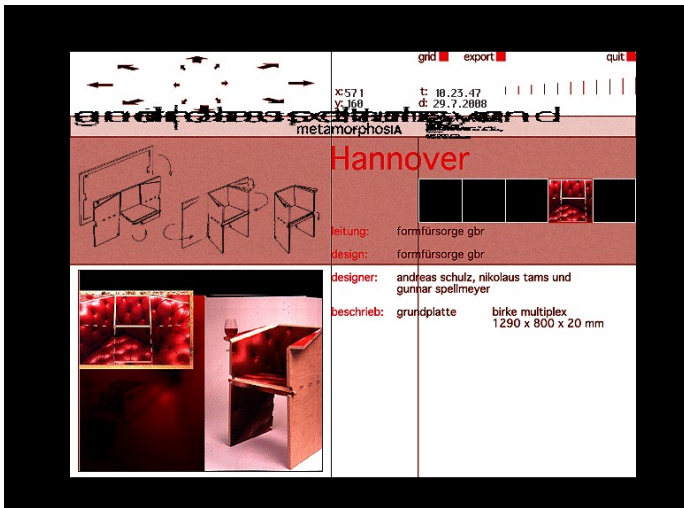 grid export quit
x:571 t: 10.23.47
y:160 d: 29.7.2008
metamorphosIA
Hannover
leitung: formfürsorge gbr
design: formfürsorge gbr
designer: andreas schulz, nikolaus tams und
gunnar spellmeyer
beschrieb: grundplatte birke multiplex
1290 x 800 x 20 mm